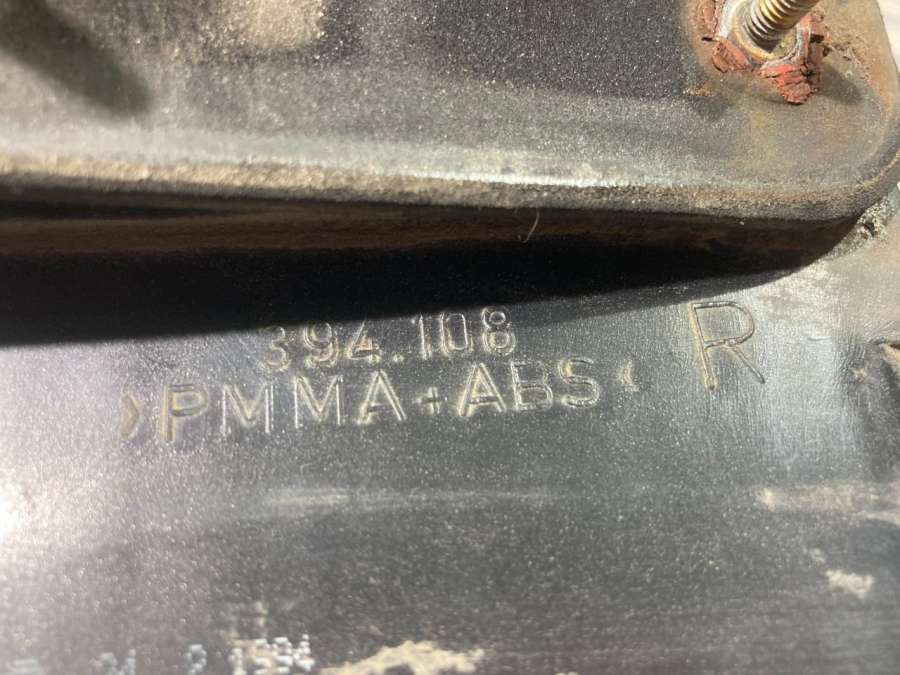 394.108
R
>PMMA+ABS<